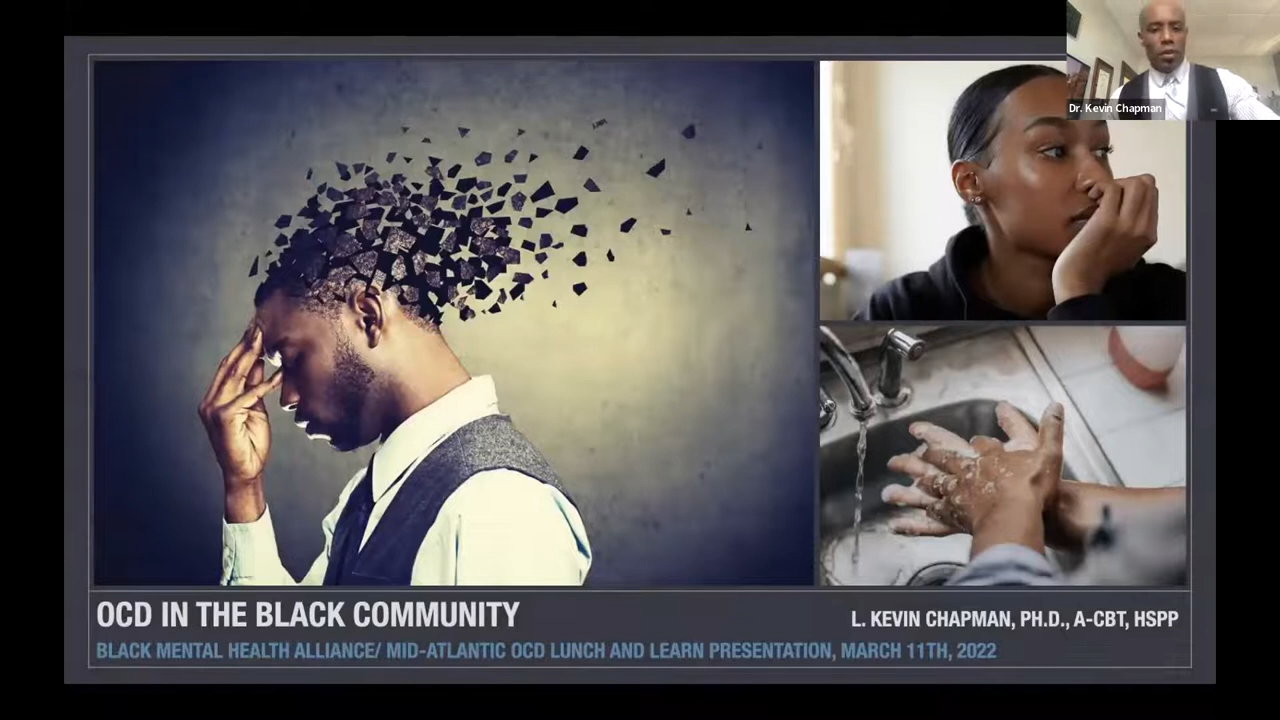 Dr. Kevin Chapman
OCD IN THE BLACK COMMUNITY
L. KEVIN CHAPMAN, PH.D., A-CBT, HSPP
BLACK MENTAL HEALTH ALLIANCE/ MID-ATLANTIC OCD LUNCH AND LEARN PRESENTATION, MARCH 11TH, 2022